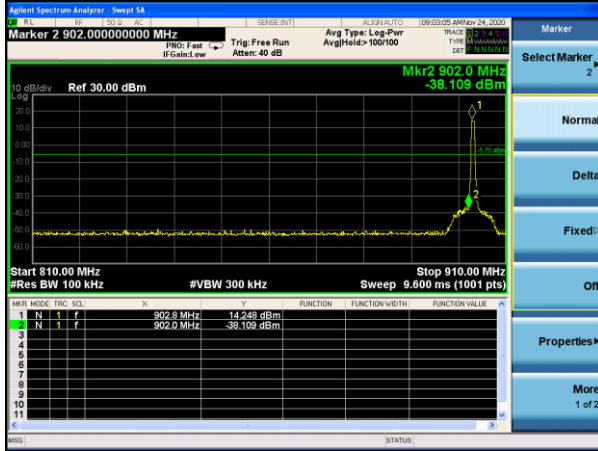 Agilent Spectrum Analyzer - Swept SA
RL RF 50 Ω AC SENSE:INT ALIGNAUTO 09:03:05 AMNov 24, 2020
Marker 2 902.000000000 MHz
PNO: Fast
IFGain:Low
Trig: Free Run
Atten: 40 dB
Avg Type: Log-Pwr
Avg|Hold:>100/100
TRACE 1 2 3 4 5 6
TYPE MWWWWW
DET P N N N N N
Mkr2 902.0 MHz
-38.109 dBm
10 dB/div Ref 30.00 dBm
Log
20.0
10.0
0.00
-10.0
-20.0
-30.0
-40.0
-50.0
-60.0
1
-5.75 dBm
2
Start 810.00 MHz Stop 910.00 MHz
#Res BW 100 kHz #VBW 300 kHz Sweep 9.600 ms (1001 pts)
MKR MODE TRC SCL X Y FUNCTION FUNCTION WIDTH FUNCTION VALUE
1 N 1 f 902.8 MHz 14.248 dBm
2 N 1 f 902.0 MHz -38.109 dBm
3
4
5
6
7
8
9
10
11
MSG STATUS
Marker
Select Marker
2
Normal
Delta
Fixed
Off
Properties
More
1 of 2